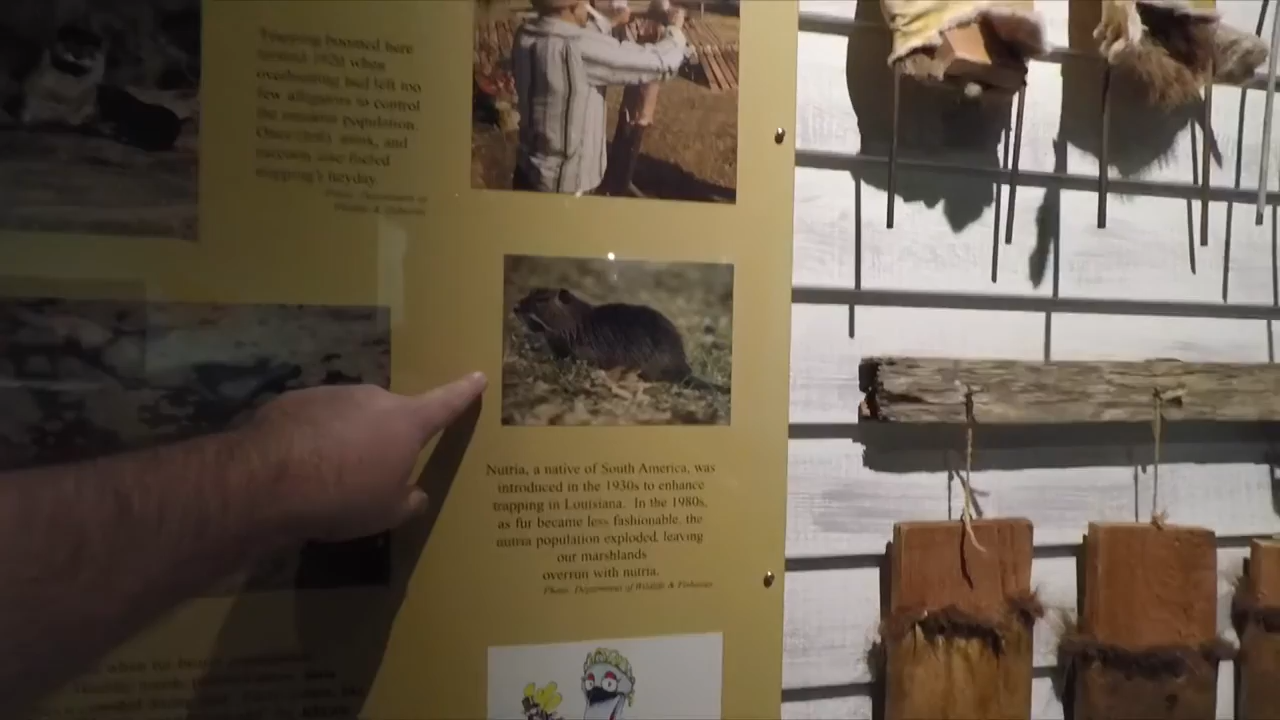 Trapping boomed here
around 1920 when
overhunting had left too
few alligators to control
the muskrat population.
Once otter, mink, and
raccoon also fueled
trapping's heyday.
Photo: Department of
Wildlife & Fisheries
Nutria, a native of South America, was
introduced in the 1930s to enhance
trapping in Louisiana. In the 1980s,
as fur became less fashionable, the
nutria population exploded, leaving
our marshlands
overrun with nutria.
Photo: Department of Wildlife & Fisheries